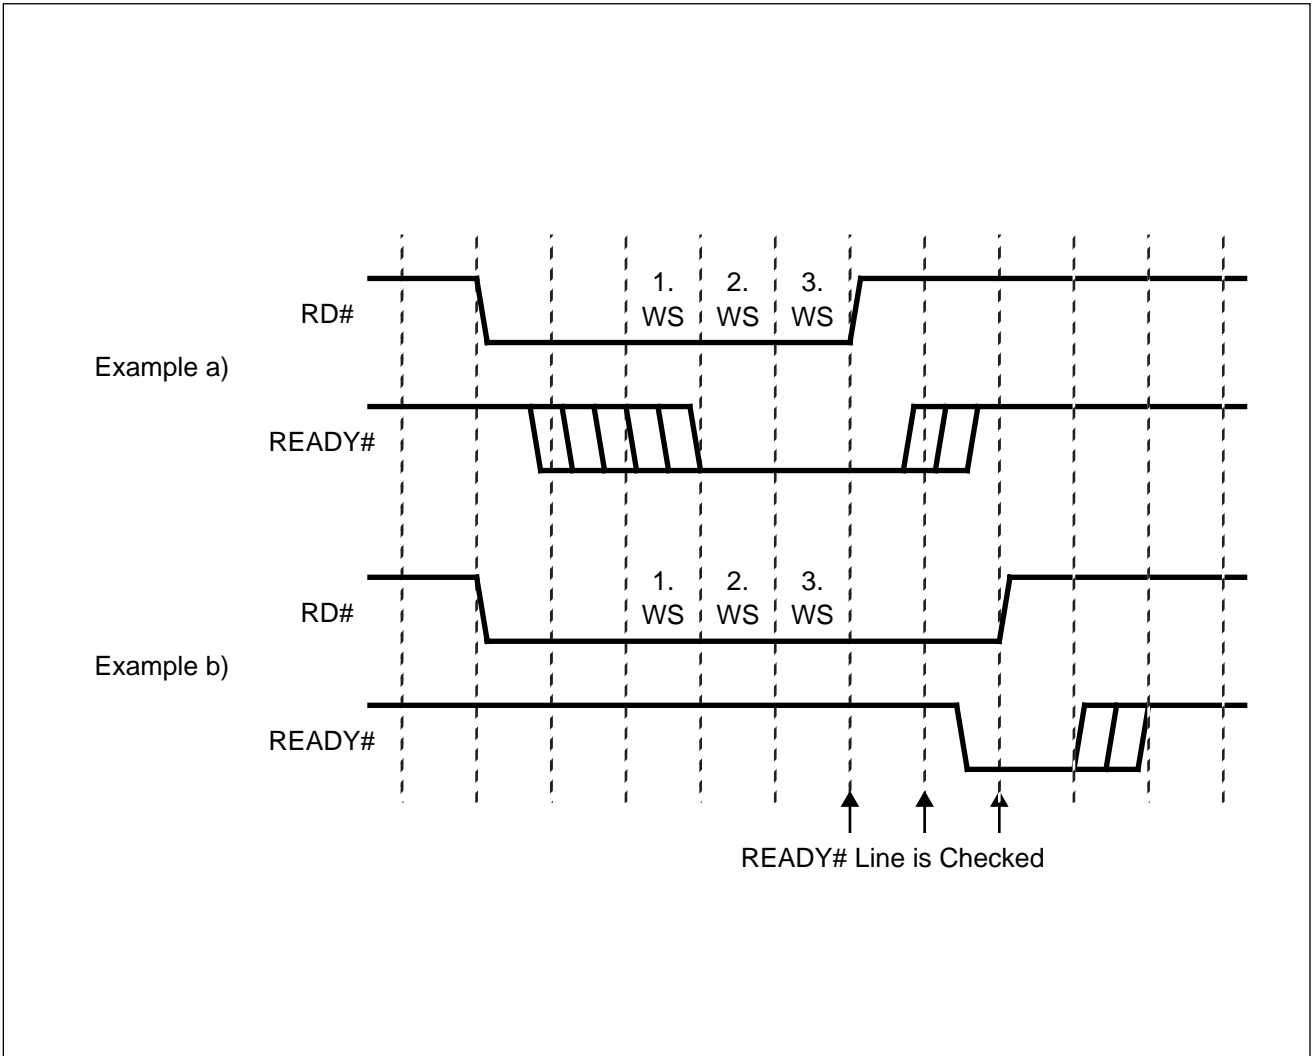 1. 2. 3.
RD# WS WS WS
Example a)
READY#
1. 2. 3.
RD# WS WS WS
Example b)
READY#
READY# Line is Checked